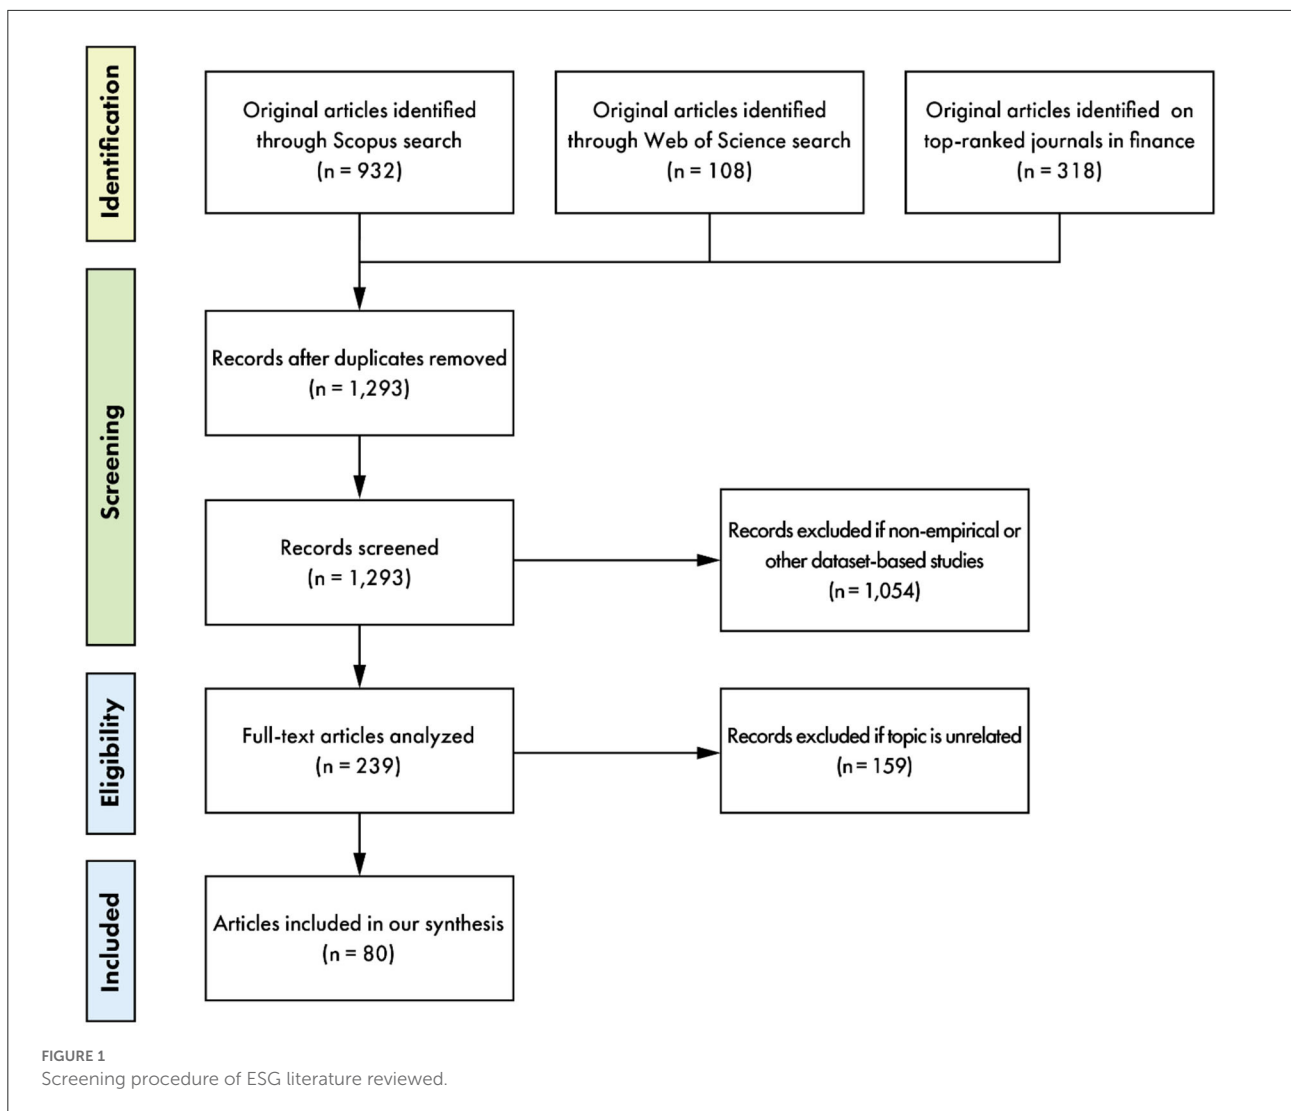 Identification
Original articles identified
through Scopus search
(n = 932)
Original articles identified
through Web of Science search
(n = 108)
Original articles identified on
top-ranked journals in finance
(n = 318)
Screening
Records after duplicates removed
(n = 1,293)
Records screened
(n = 1,293)
Records excluded if non-empirical or
other dataset-based studies
(n = 1,054)
Eligibility
Full-text articles analyzed
(n = 239)
Records excluded if topic is unrelated
(n = 159)
Included
Articles included in our synthesis
(n = 80)
FIGURE 1
Screening procedure of ESG literature reviewed.